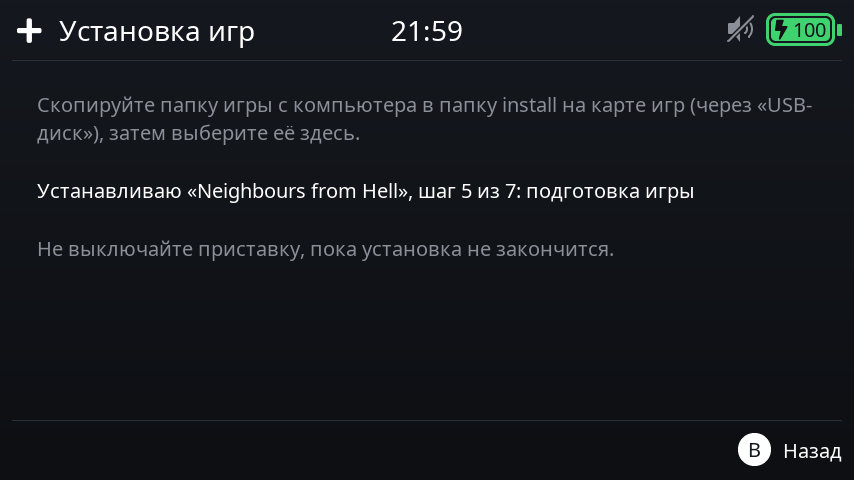 Установка игр
21:59
100
Скопируйте папку игры с компьютера в папку install на карте игр (через «USB-
диск»), затем выберите её здесь.
Устанавливаю «Neighbours from Hell», шаг 5 из 7: подготовка игры
Не выключайте приставку, пока установка не закончится.
B Назад